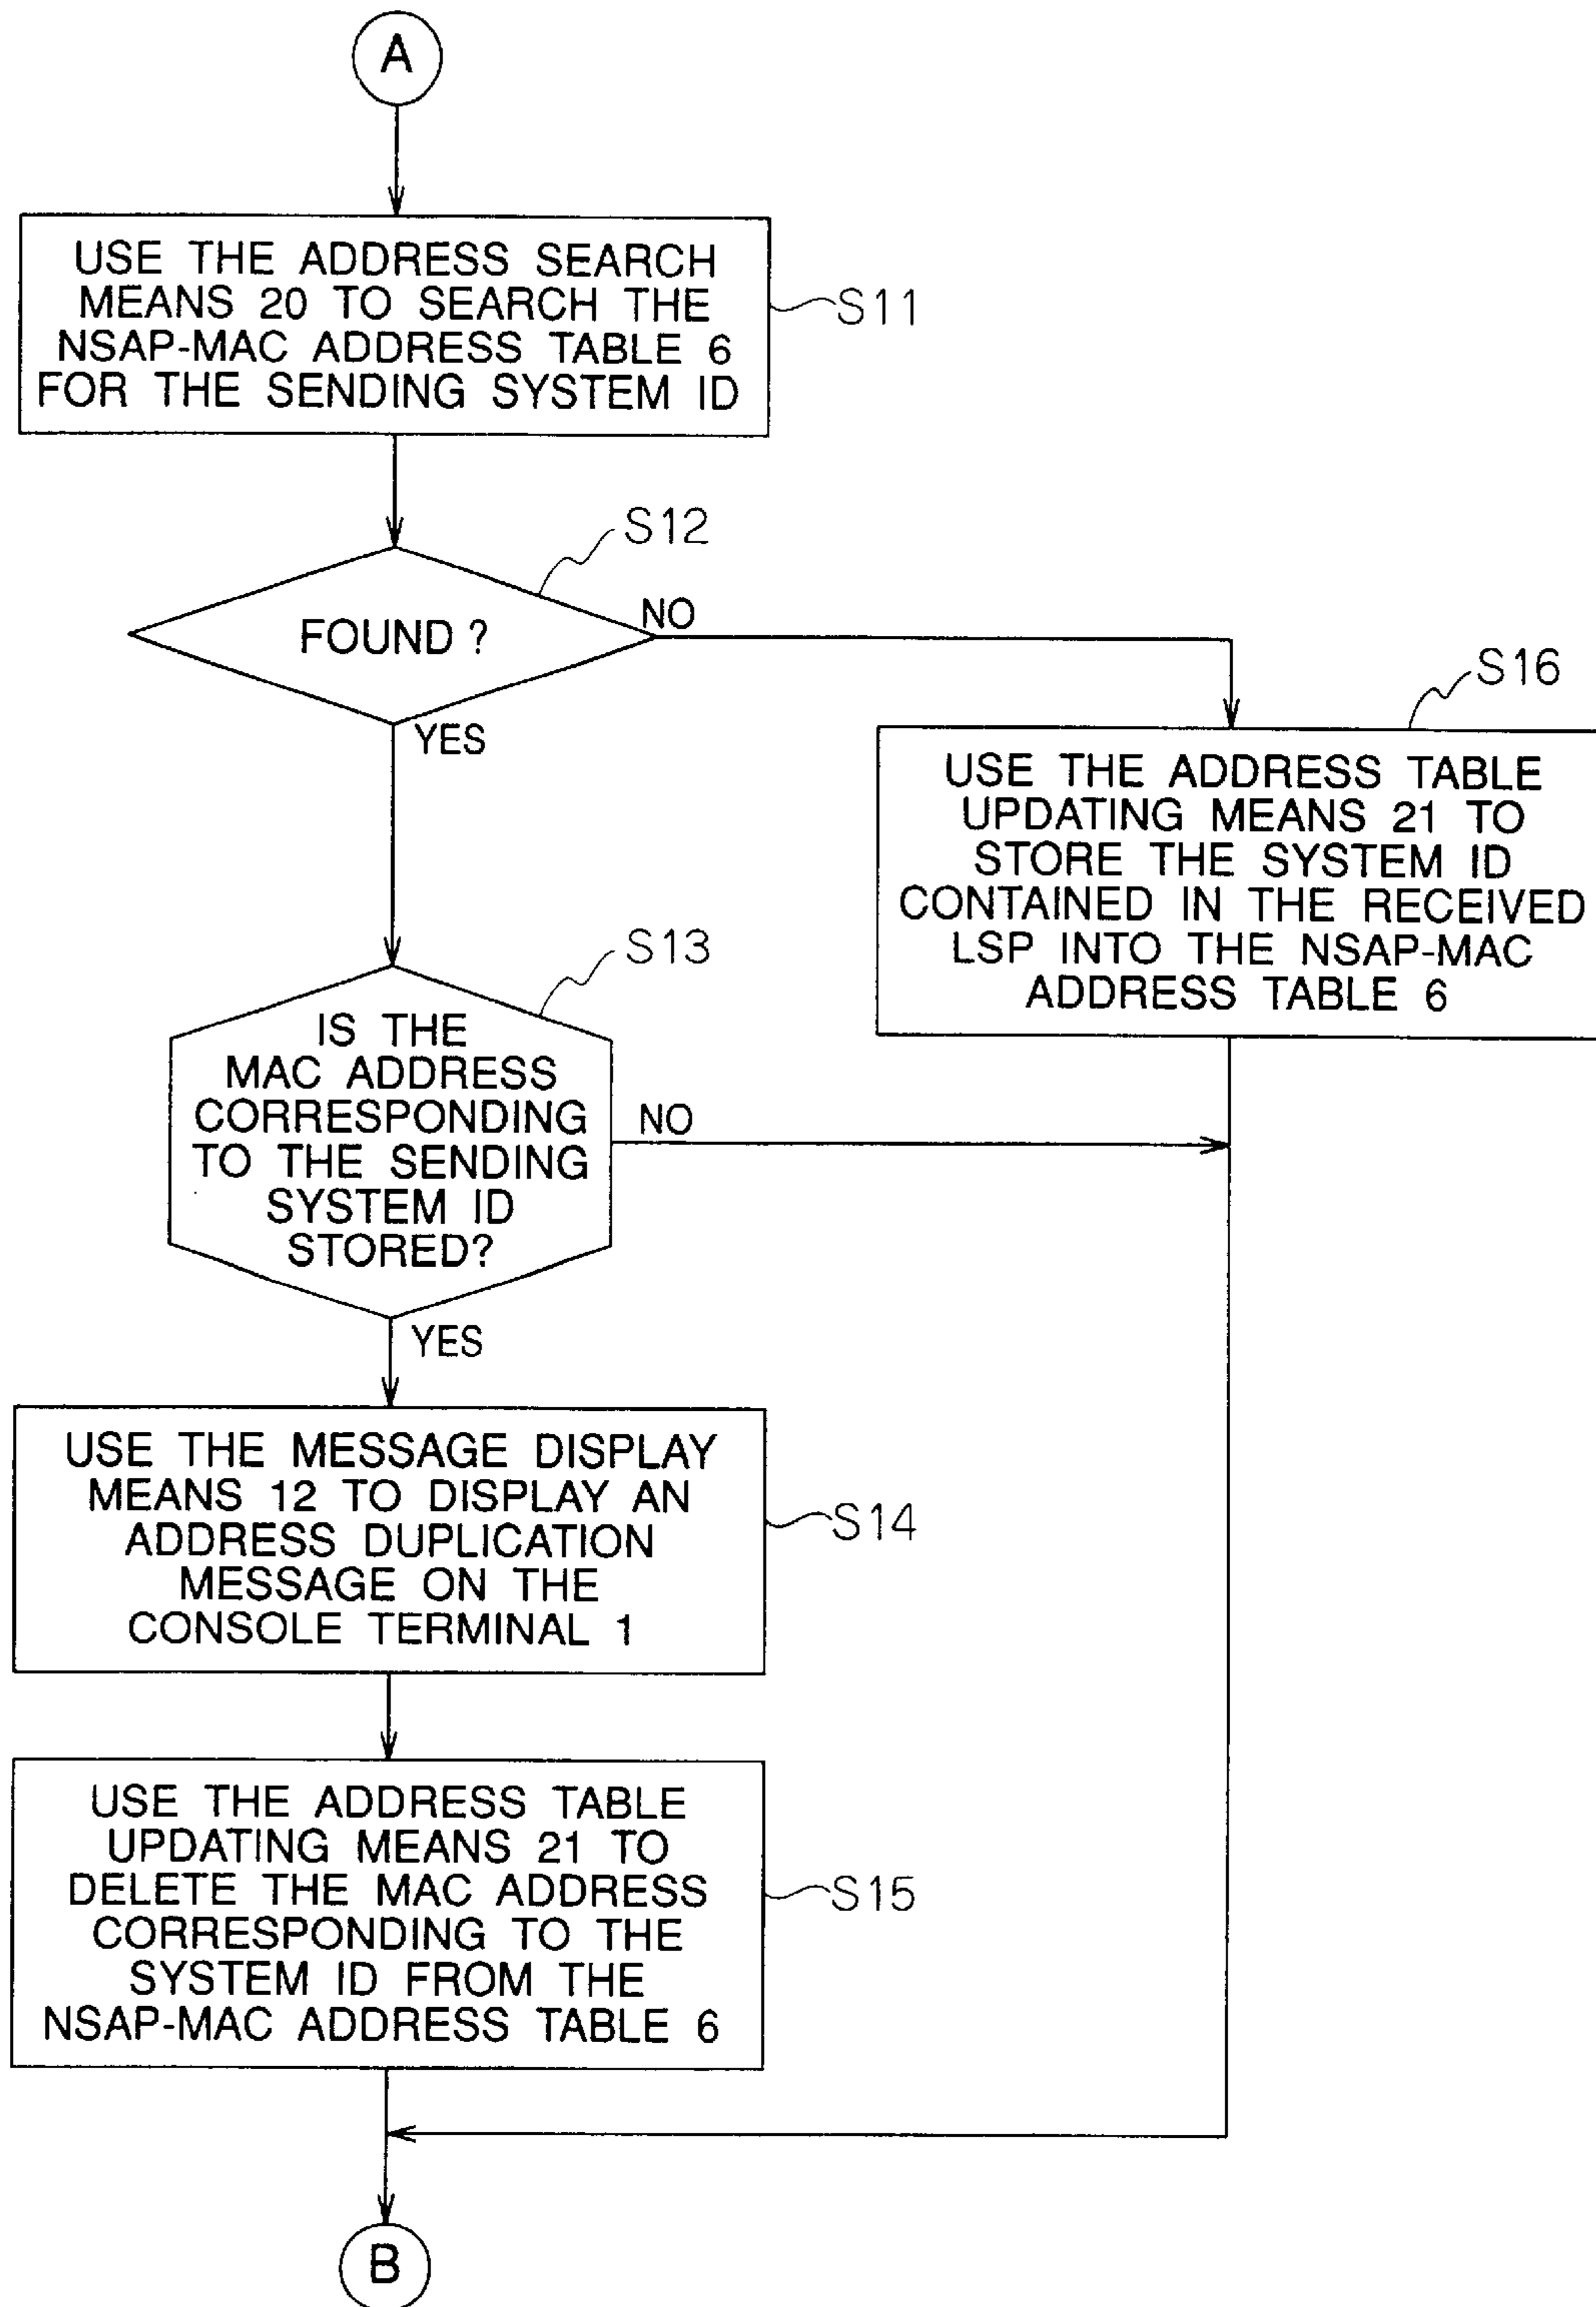 A
USE THE ADDRESS SEARCH
MEANS 20 TO SEARCH THE
NSAP-MAC ADDRESS TABLE 6
FOR THE SENDING SYSTEM ID
S11
S12
FOUND ?
NO
YES
S16
USE THE ADDRESS TABLE
UPDATING MEANS 21 TO
STORE THE SYSTEM ID
CONTAINED IN THE RECEIVED
LSP INTO THE NSAP-MAC
ADDRESS TABLE 6
S13
IS THE
MAC ADDRESS
CORRESPONDING
TO THE SENDING
SYSTEM ID
STORED?
NO
YES
USE THE MESSAGE DISPLAY
MEANS 12 TO DISPLAY AN
ADDRESS DUPLICATION
MESSAGE ON THE
CONSOLE TERMINAL 1
S14
USE THE ADDRESS TABLE
UPDATING MEANS 21 TO
DELETE THE MAC ADDRESS
CORRESPONDING TO THE
SYSTEM ID FROM THE
NSAP-MAC ADDRESS TABLE 6
S15
B